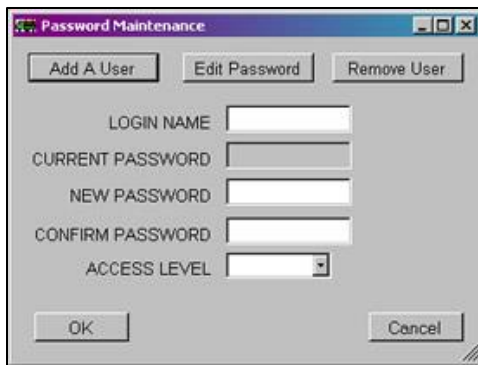 Password Maintenance
Add A User Edit Password Remove User
LOGIN NAME
CURRENT PASSWORD
NEW PASSWORD
CONFIRM PASSWORD
ACCESS LEVEL
OK Cancel